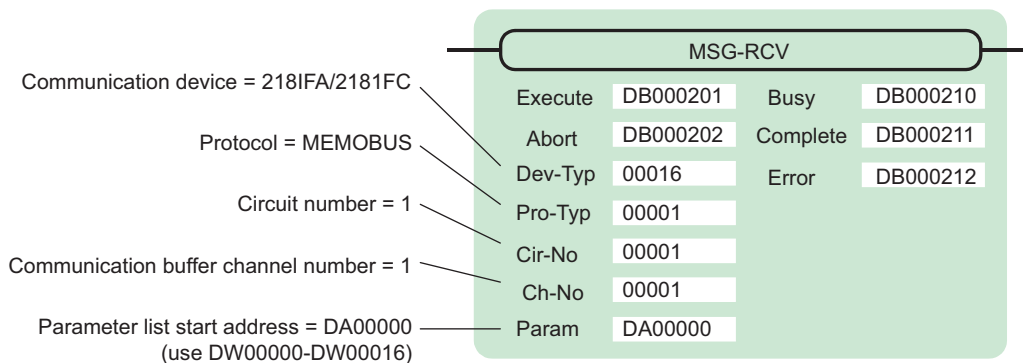 MSG-RCV
Communication device = 218IFA/2181FC
Protocol = MEMOBUS
Circuit number = 1
Communication buffer channel number = 1
Parameter list start address = DA00000
(use DW00000-DW00016)
Execute DB000201 Busy DB000210
Abort DB000202 Complete DB000211
Dev-Typ 00016 Error DB000212
Pro-Typ 00001
Cir-No 00001
Ch-No 00001
Param DA00000